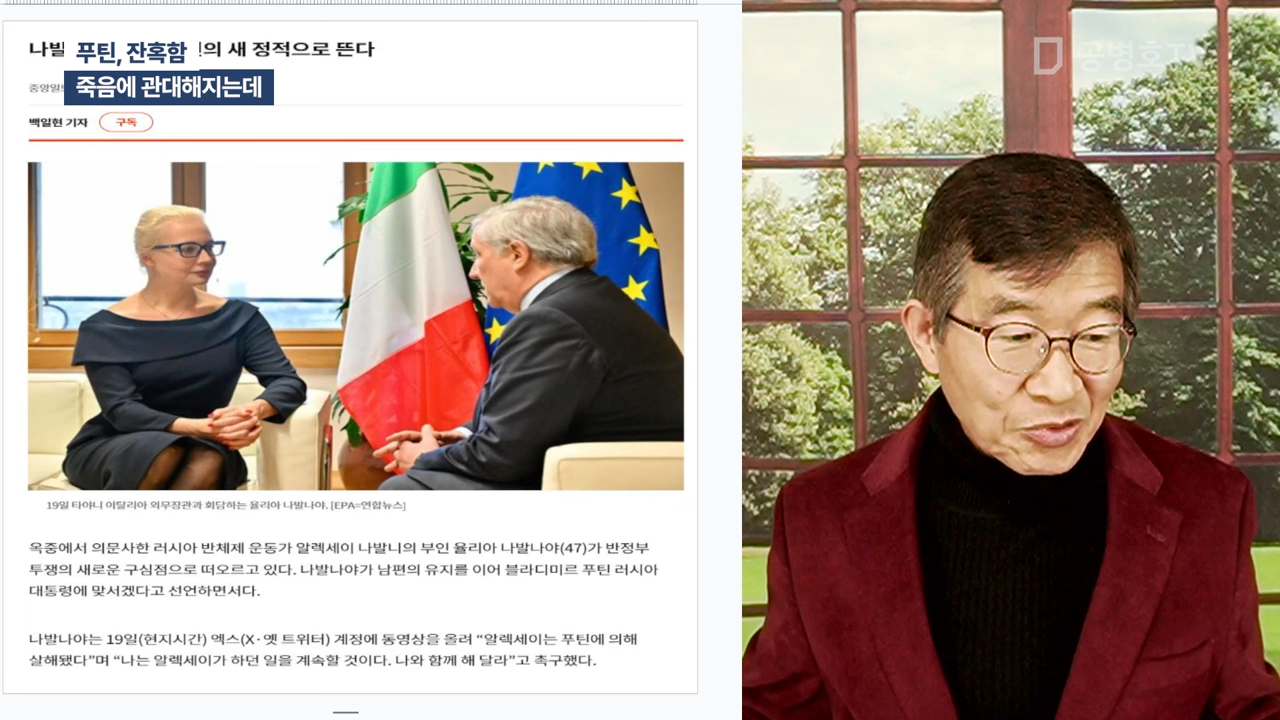 나발
푸틴, 잔혹함
의 새 정적으로 뜬다
죽음에 관대해지는데
중앙일보
백일현 기자
구독
공병호TV
19일 타야니 이탈리아 외무장관과 회담하는 율리아 나발나야. [EPA=연합뉴스]
옥중에서 의문사한 러시아 반체제 운동가 알렉세이 나발니의 부인 율리아 나발나야(47)가 반정부
투쟁의 새로운 구심점으로 떠오르고 있다. 나발나야가 남편의 유지를 이어 블라디미르 푸틴 러시아
대통령에 맞서겠다고 선언하면서다.
나발나야는 19일(현지시간) 엑스(X·옛 트위터) 계정에 동영상을 올려 “알렉세이는 푸틴에 의해
살해됐다”며 “나는 알렉세이가 하던 일을 계속할 것이다. 나와 함께 해 달라”고 촉구했다.